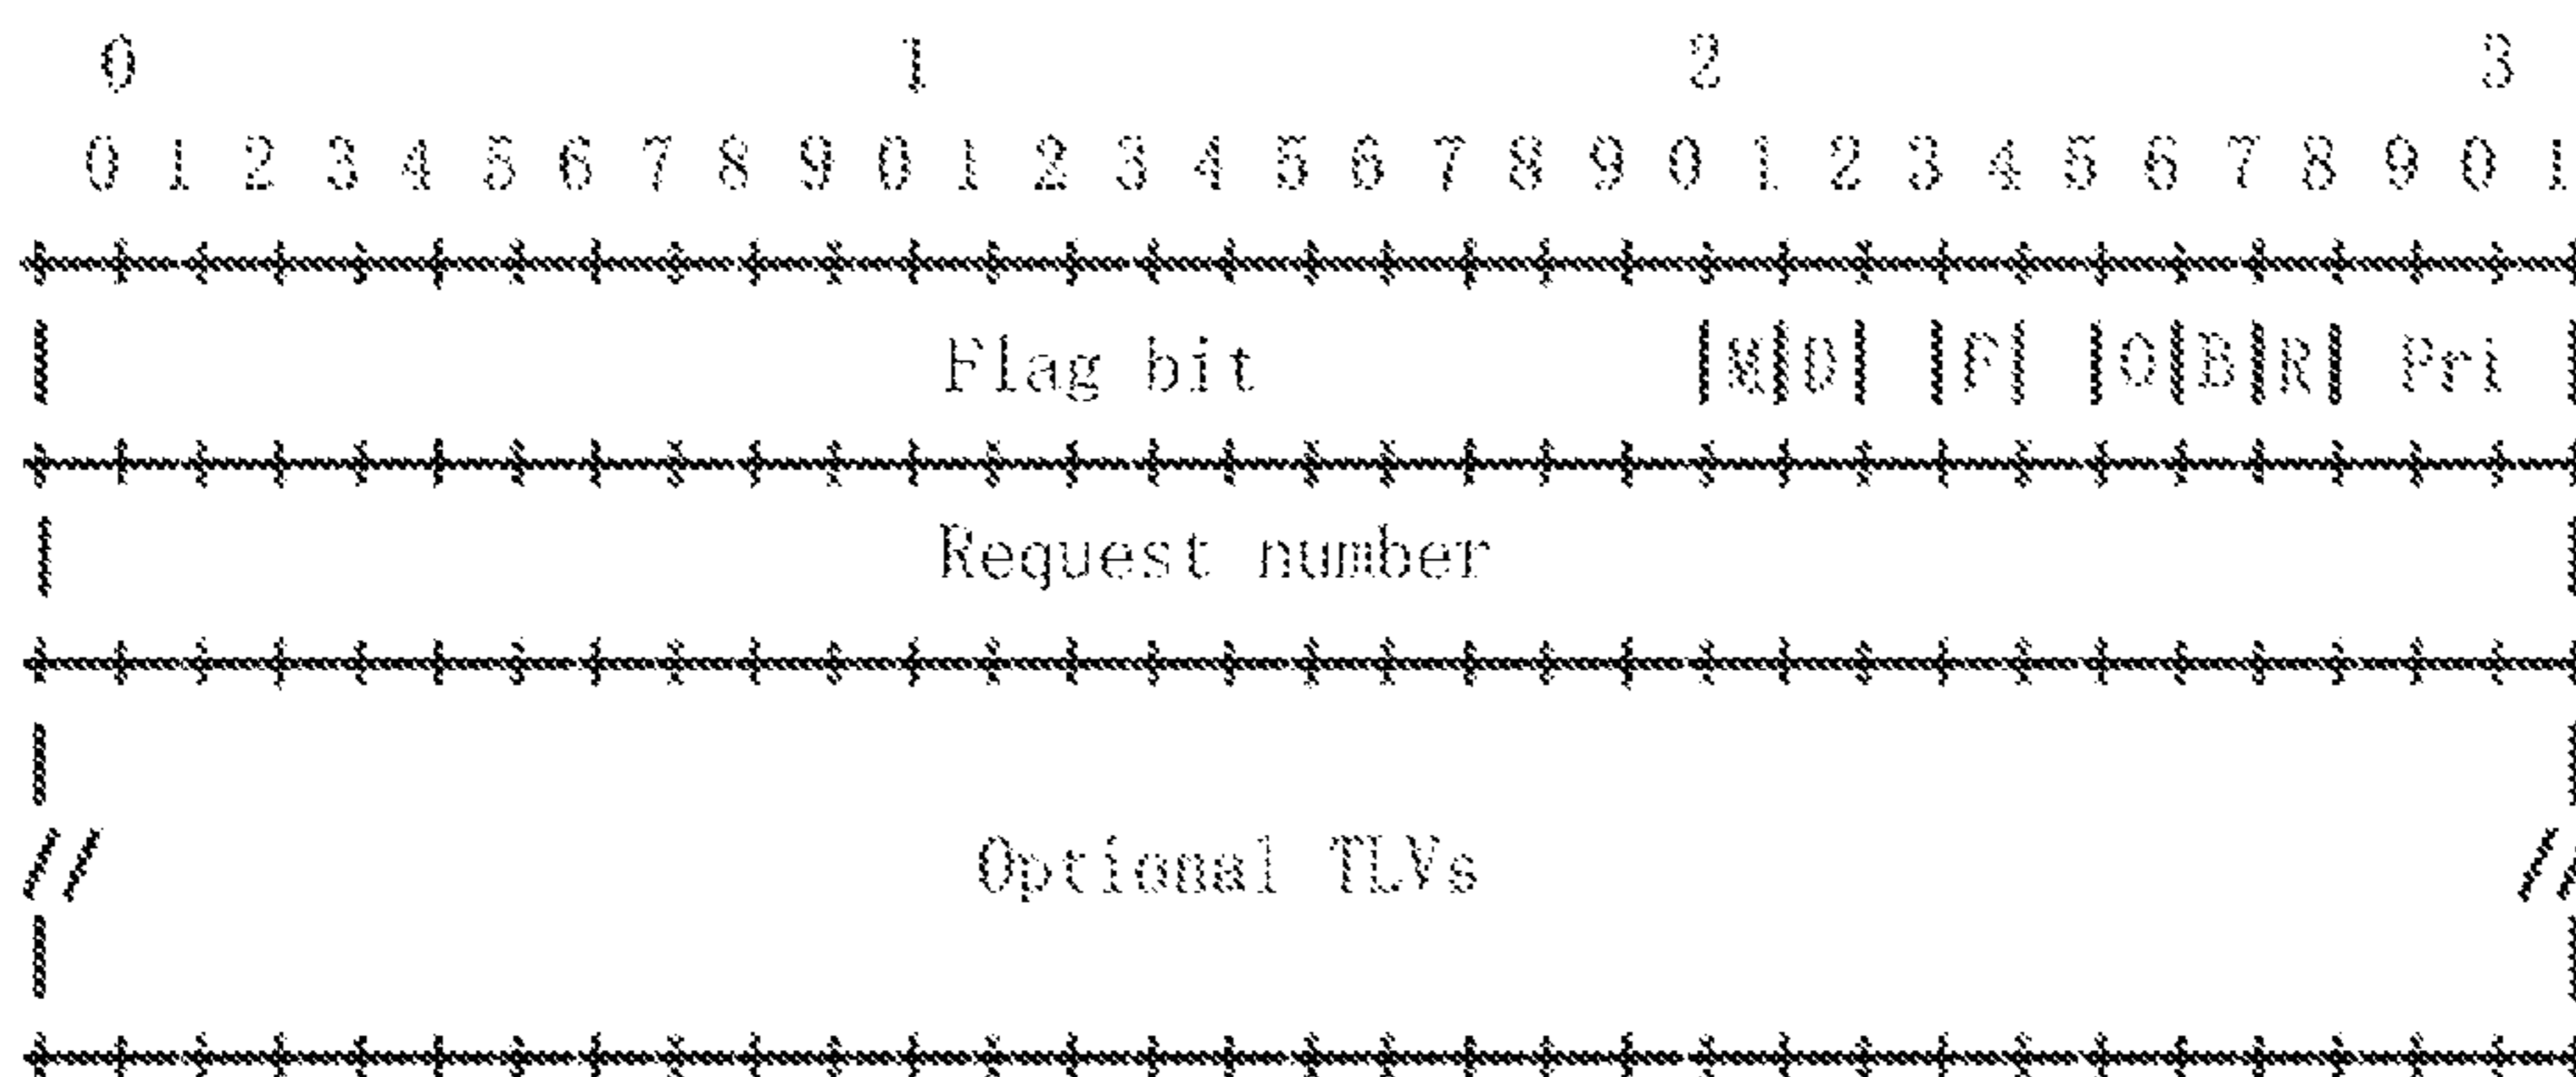 0 1 2 3
0 1 2 3 4 5 6 7 8 9 0 1 2 3 4 5 6 7 8 9 0 1 2 3 4 5 6 7 8 9 0 1
| Flag bit |M|D| |F| |O|B|R| Pri |
| Request number |
// Optional TLVs //